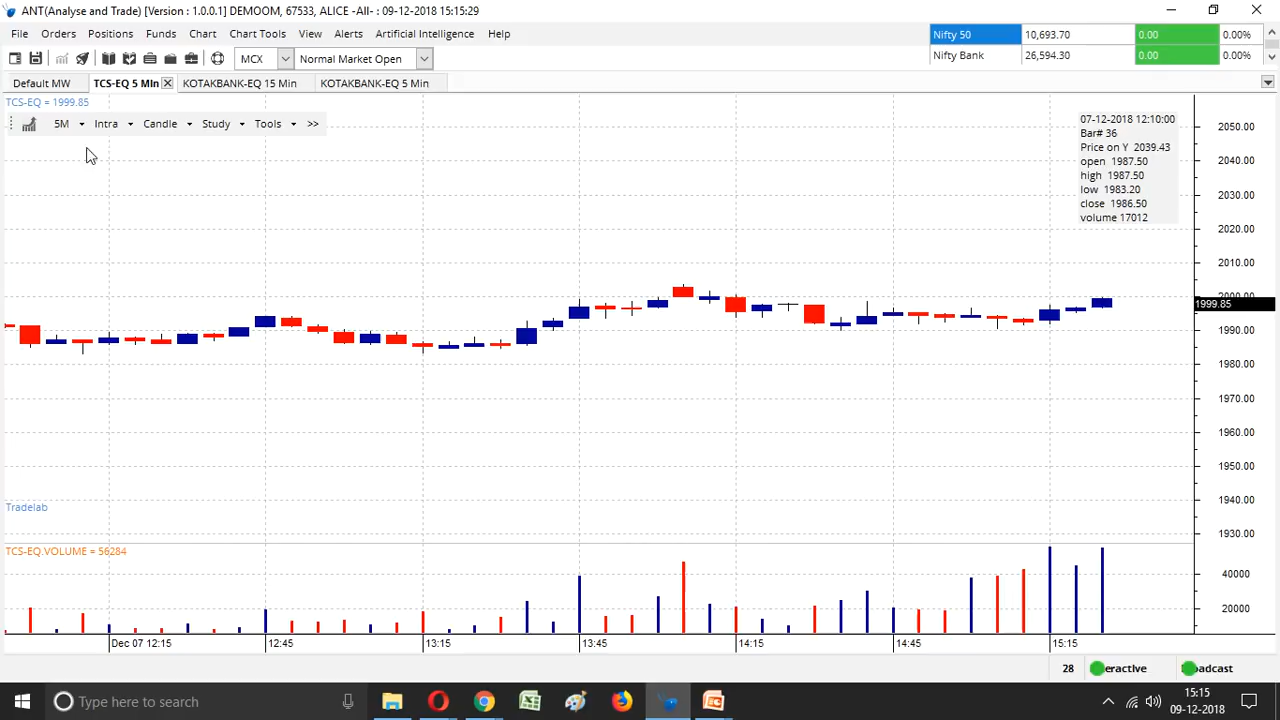 ANT(Analyse and Trade) [Version : 1.0.0.1] DEMOOM, 67533, ALICE -All- : 09-12-2018 15:15:29
File Orders Positions Funds Chart Chart Tools View Alerts Artificial Intelligence Help
Nifty 50 10,693.70 0.00 0.00%
Nifty Bank 26,594.30 0.00 0.00%
MCX Normal Market Open
Default MW TCS-EQ 5 Min KOTAKBANK-EQ 15 Min KOTAKBANK-EQ 5 Min
TCS-EQ = 1999.85
5M Intra Candle Study Tools >>
07-12-2018 12:10:00
Bar# 36
Price on Y 2039.43
open 1987.50
high 1987.50
low 1983.20
close 1986.50
volume 17012
2050.00
2040.00
2030.00
2020.00
2010.00
2000.00
1999.85
1990.00
1980.00
1970.00
1960.00
1950.00
1940.00
1930.00
Tradelab
TCS-EQ.VOLUME = 56284
40000
20000
Dec 07 12:15 12:45 13:15 13:45 14:15 14:45 15:15
28 eractive adcast
Type here to search
15:15
09-12-2018